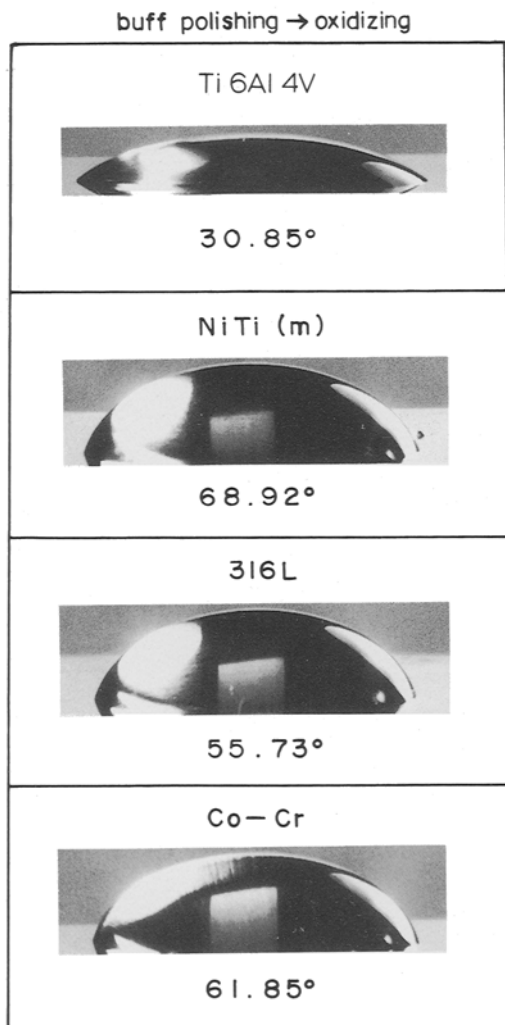 buff polishing → oxidizing
Ti 6Al 4V
30.85°
NiTi (m)
68.92°
316L
55.73°
Co-Cr
61.85°